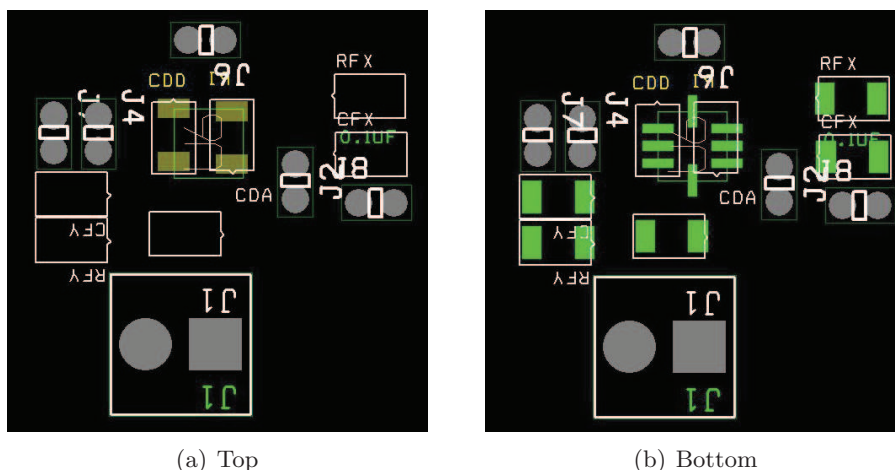 J6
RFX
CDD
J4
CFX
0.1UF
J8
J2
CDA
CFY
RFY
J1
J1
(a) Top
J6
RFX
CDD
J7
J4
CFX
0.1UF
J8
J2
CDA
CFY
RFY
J1
J1
(b) Bottom